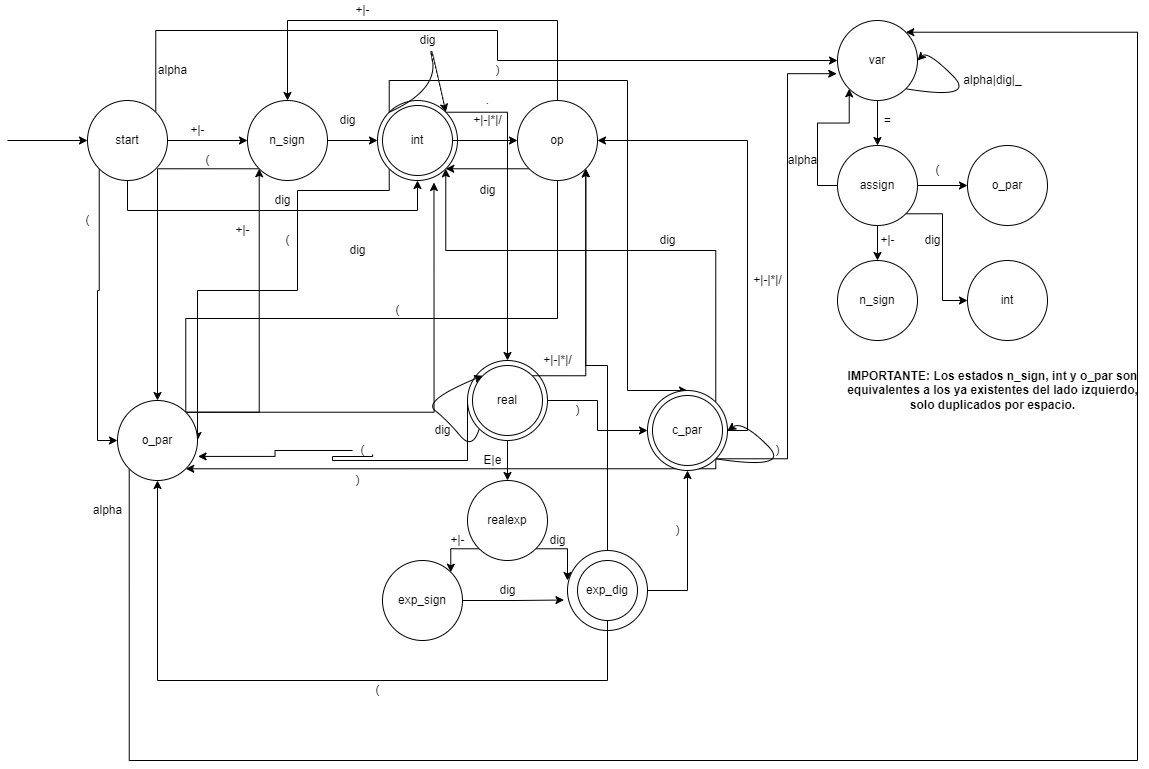 +|-
dig
alpha
)
var
alpha|dig|_
.
+|-|*|/
dig
=
start
+|-
n_sign
int
op
(
alpha
(
assign
o_par
dig
dig
(
+|-
(
dig
dig
+|-
dig
+|-|*|/
n_sign
int
(
+|-|*|/
IMPORTANTE: Los estados n_sign, int y o_par son
equivalentes a los ya existentes del lado izquierdo,
solo duplicados por espacio.
real
)
dig
c_par
o_par
(
E|e
)
)
alpha
realexp
)
+|-
dig
exp_sign
dig
exp_dig
(